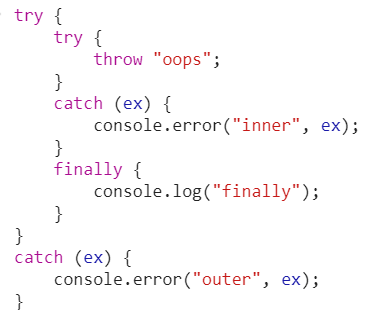 try {
    try {
        throw "oops";
    }
    catch (ex) {
        console.error("inner", ex);
    }
    finally {
        console.log("finally");
    }
}
catch (ex) {
    console.error("outer", ex);
}